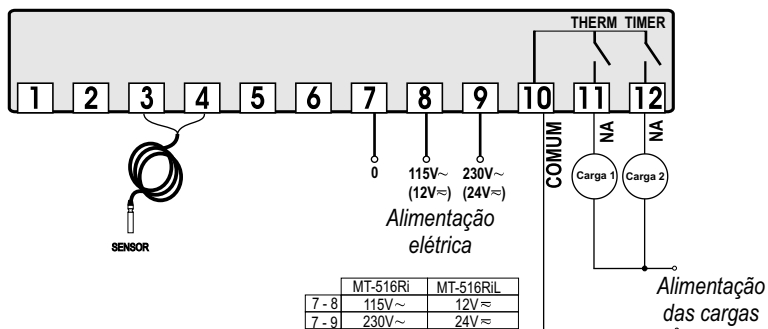 THERM TIMER
1 2 3 4 5 6 7 8 9 10 11 12
COMUM NA NA
0 115V~ 230V~
(12V⎓) (24V⎓)
Carga 1 Carga 2
SENSOR
Alimentação
elétrica
MT-516Ri MT-516RiL
7 - 8 115V~ 12V⎓
7 - 9 230V~ 24V⎓
Alimentação
das cargas